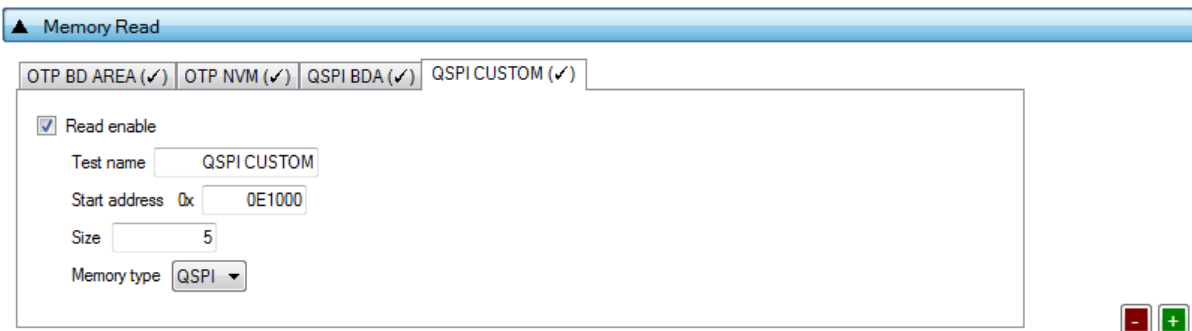 ▲ Memory Read
OTP BD AREA (✓) OTP NVM (✓) QSPI BDA (✓) QSPI CUSTOM (✓)
Read enable
Test name QSPI CUSTOM
Start address 0x 0E1000
Size 5
Memory type QSPI
- +